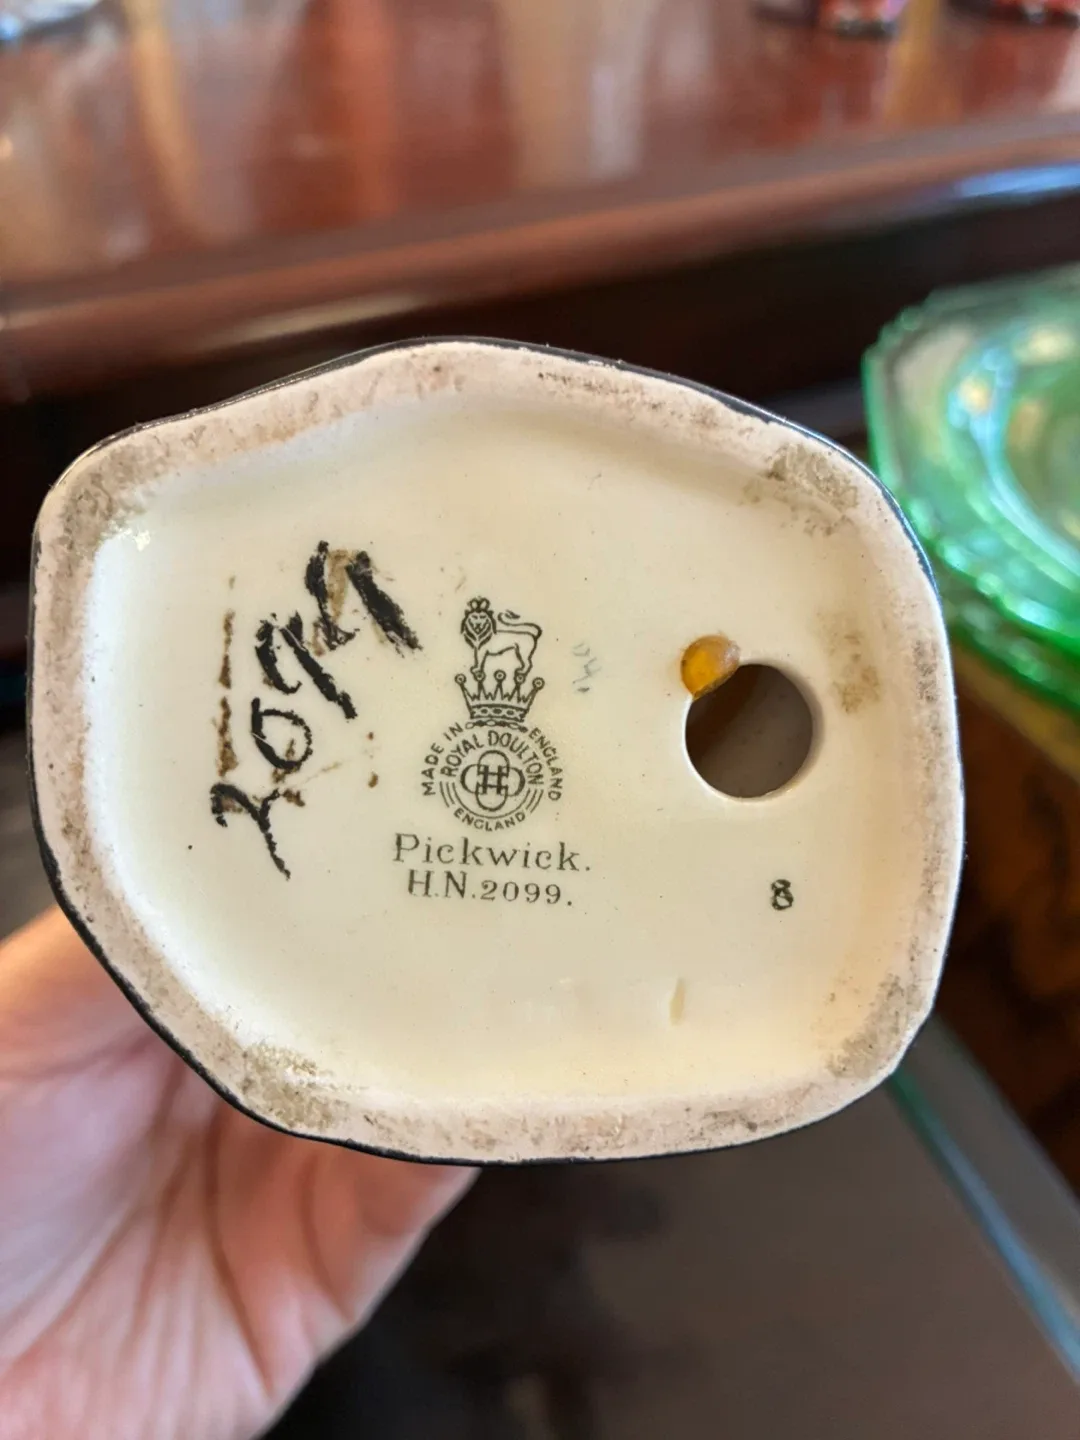 2099
MADE IN ENGLAND
ROYAL DOULTON
ENGLAND
Pickwick.
H.N.2099.
8